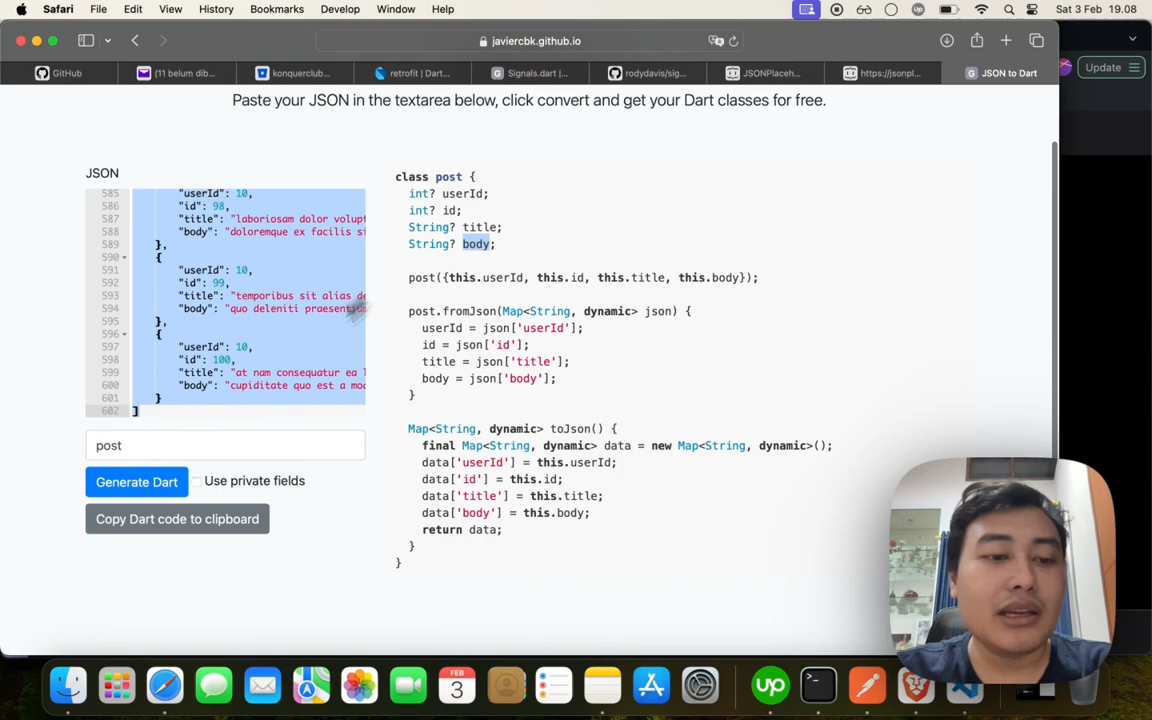 Safari File Edit View History Bookmarks Develop Window Help
Sat 3 Feb 19.08
javiercbk.github.io
Update
GitHub
(11 belum dib...
konquerclub...
retrofit | Dart...
Signals.dart |...
rodydavis/sig...
JSONPlaceh...
https://jsonpl...
JSON to Dart
Paste your JSON in the textarea below, click convert and get your Dart classes for free.
JSON
585 "userId": 10,
586 "id": 98,
587 "title": "laboriosam dolor volupt
588 "body": "doloremque ex facilis si
589 },
590 {
591 "userId": 10,
592 "id": 99,
593 "title": "temporibus sit alias de
594 "body": "quo deleniti praesentiu
595 },
596 {
597 "userId": 10,
598 "id": 100,
599 "title": "at nam consequatur ea l
600 "body": "cupiditate quo est a mod
601 }
602 ]
post
Generate Dart
Use private fields
Copy Dart code to clipboard
class post {
int? userId;
int? id;
String? title;
String? body;
post({this.userId, this.id, this.title, this.body});
post.fromJson(Map<String, dynamic> json) {
userId = json['userId'];
id = json['id'];
title = json['title'];
body = json['body'];
}
Map<String, dynamic> toJson() {
final Map<String, dynamic> data = new Map<String, dynamic>();
data['userId'] = this.userId;
data['id'] = this.id;
data['title'] = this.title;
data['body'] = this.body;
return data;
}
}
FEB
3
up
>_